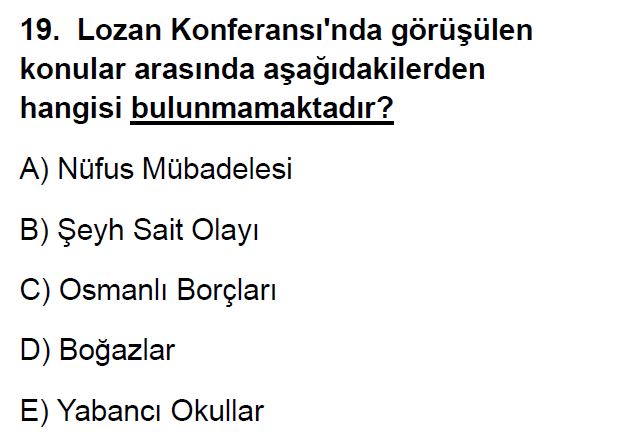 19. Lozan Konferansı'nda görüşülen
konular arasında aşağıdakilerden
hangisi bulunmamaktadır?
A) Nüfus Mübadelesi
B) Şeyh Sait Olayı
C) Osmanlı Borçları
D) Boğazlar
E) Yabancı Okullar